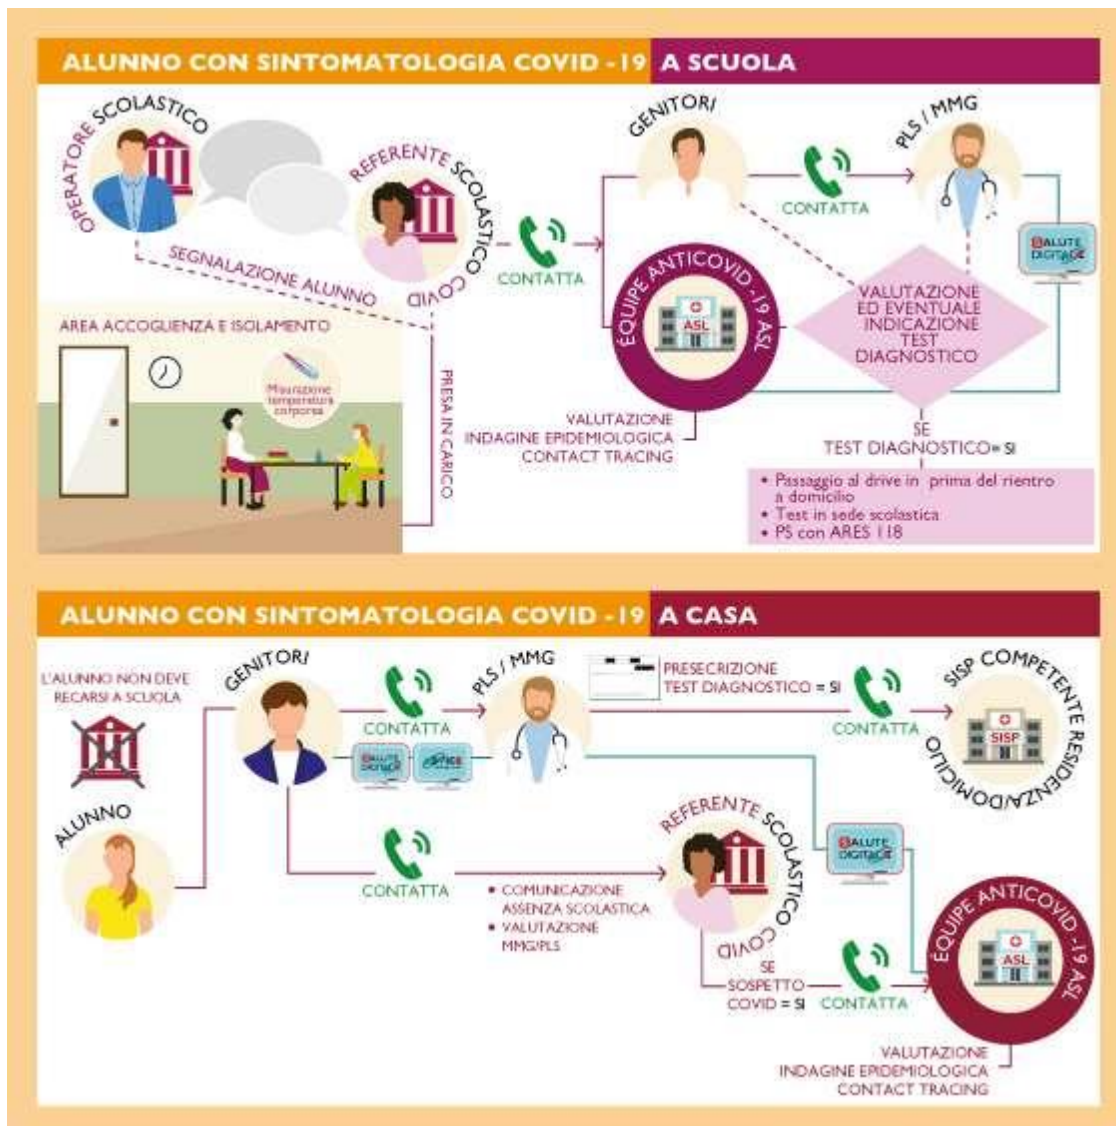 ALUNNO CON SINTOMATOLOGIA COVID -19 A SCUOLA
OPERATORE SCOLASTICO
REFERENTE SCOLASTICO COVID
SEGNALAZIONE ALUNNO
CONTATTA
GENITORI
CONTATTA
PLS / MMG
SALUTE
DIGITALE
ÉQUIPE ANTICOVID -19 ASL
ASL
VALUTAZIONE
ED EVENTUALE
INDICAZIONE
TEST
DIAGNOSTICO
AREA ACCOGLIENZA E ISOLAMENTO
Misurazione
temperatura
corporea
PRESA IN CARICO
VALUTAZIONE
INDAGINE EPIDEMIOLOGICA
CONTACT TRACING
SE
TEST DIAGNOSTICO= SI
• Passaggio al drive in prima del rientro
a domicilio
• Test in sede scolastica
• PS con ARES 118
ALUNNO CON SINTOMATOLOGIA COVID -19 A CASA
L'ALUNNO NON DEVE
RECARSI A SCUOLA
ALUNNO
GENITORI
CONTATTA
SALUTE
DIGITALE
PLS / MMG
PRESECRIZIONE
TEST DIAGNOSTICO = SI
CONTATTA
SISP COMPETENTE RESIDENZA/DOMICILIO
SISP
CONTATTA
• COMUNICAZIONE
ASSENZA SCOLASTICA
• VALUTAZIONE
MMG/PLS
REFERENTE SCOLASTICO COVID
SALUTE
DIGITALE
SE
SOSPETTO
COVID = SI
CONTATTA
ÉQUIPE ANTICOVID -19 ASL
ASL
VALUTAZIONE
INDAGINE EPIDEMIOLOGICA
CONTACT TRACING